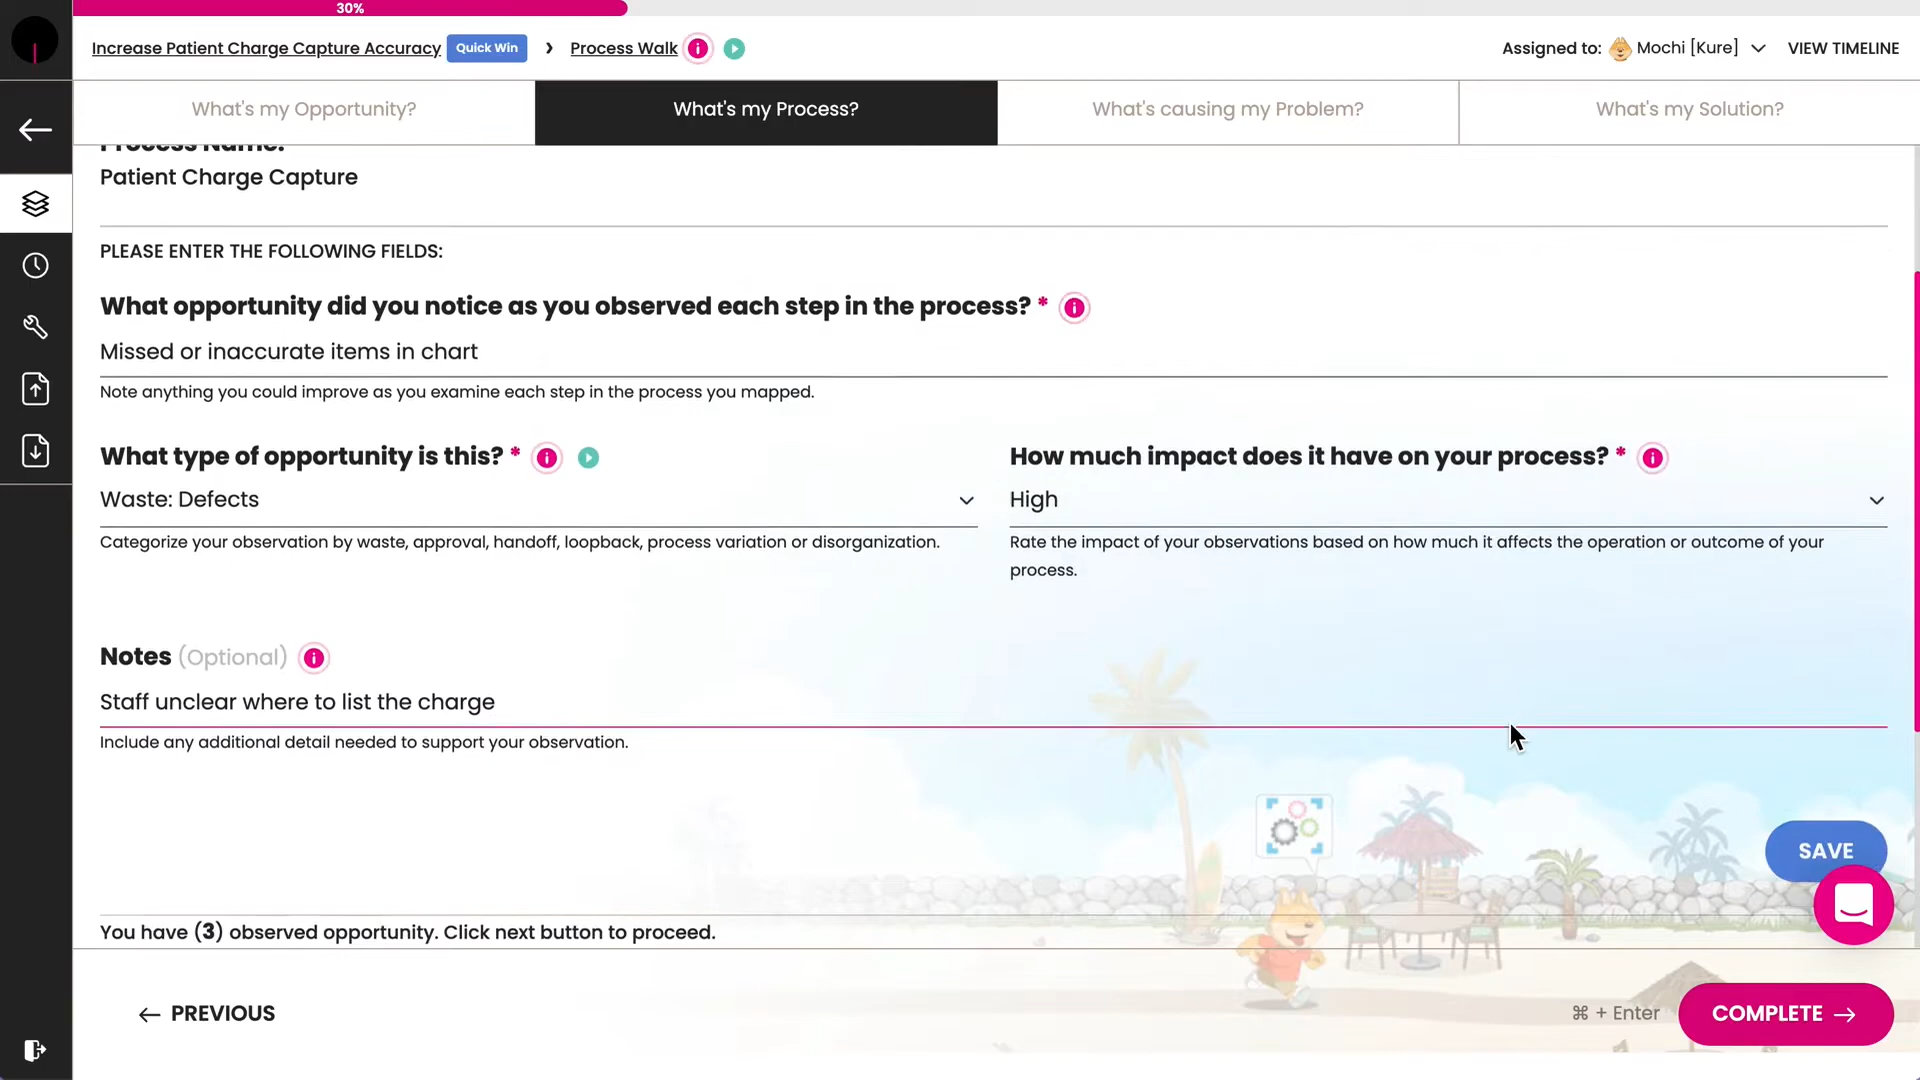 30%
Increase Patient Charge Capture Accuracy Quick Win Process Walk Assigned to: Mochi [Kure] VIEW TIMELINE
What's my Opportunity? What's my Process? What's causing my Problem? What's my Solution?
Process Name:
Patient Charge Capture
PLEASE ENTER THE FOLLOWING FIELDS:
What opportunity did you notice as you observed each step in the process? *
Missed or inaccurate items in chart
Note anything you could improve as you examine each step in the process you mapped.
What type of opportunity is this? *
Waste: Defects
Categorize your observation by waste, approval, handoff, loopback, process variation or disorganization.
How much impact does it have on your process? *
High
Rate the impact of your observations based on how much it affects the operation or outcome of your
process.
Notes (Optional)
Staff unclear where to list the charge
Include any additional detail needed to support your observation.
SAVE
You have (3) observed opportunity. Click next button to proceed.
PREVIOUS
⌘ + Enter
COMPLETE